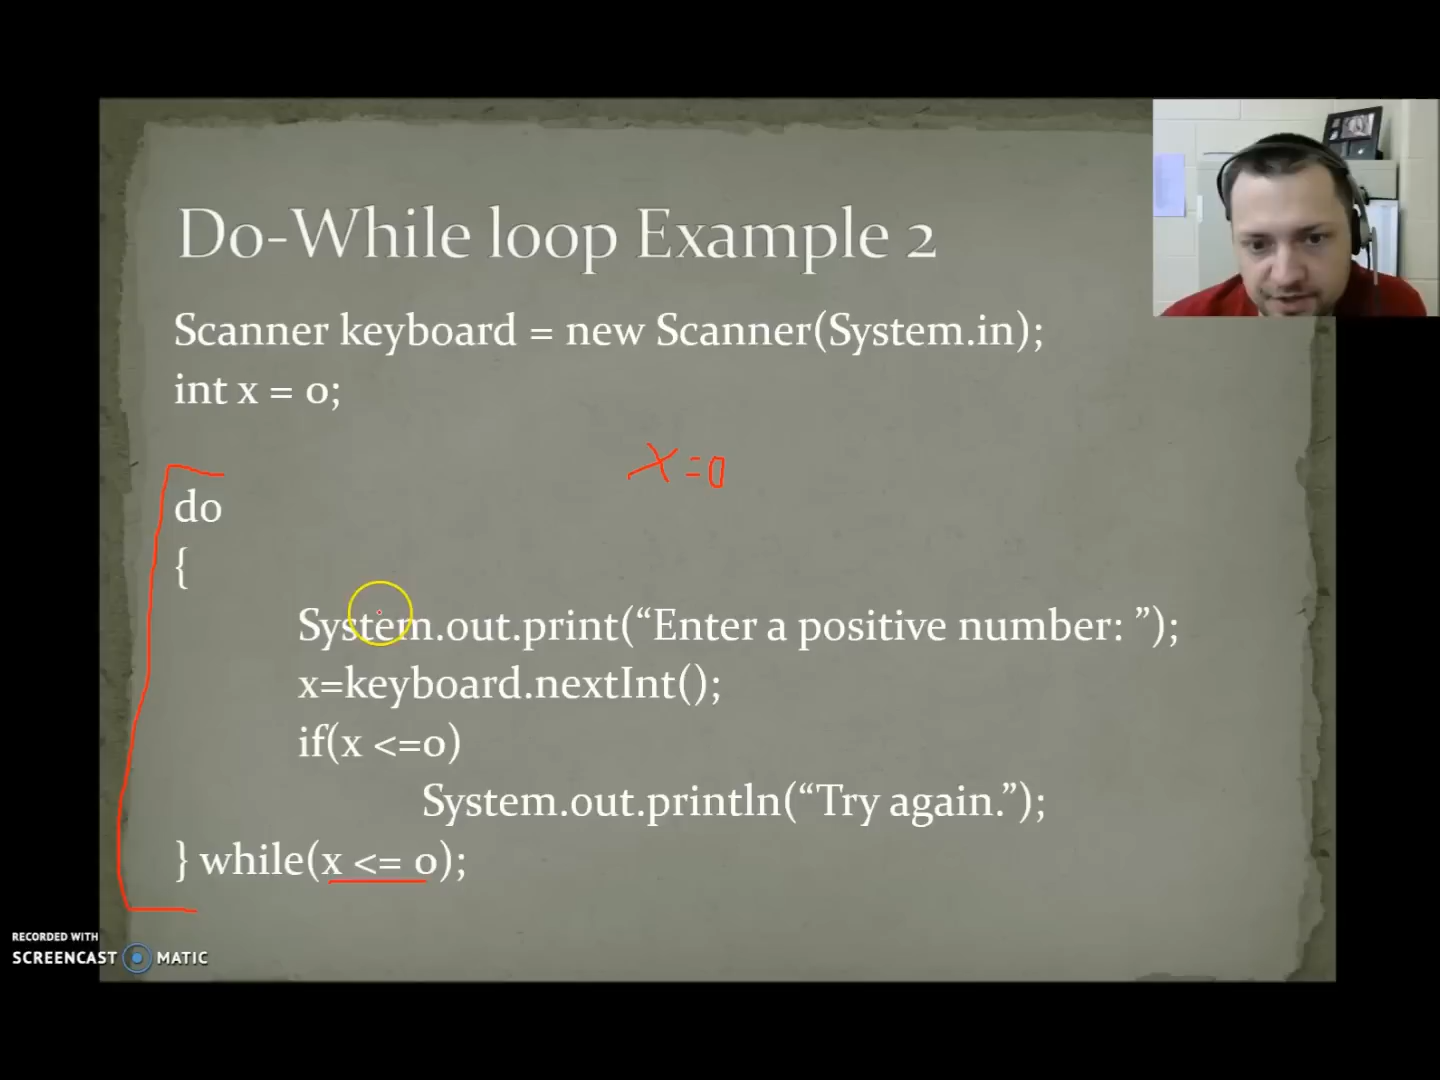 Do-While loop Example 2
Scanner keyboard = new Scanner(System.in);
int x = 0;
x=0
do
{
System.out.print(“Enter a positive number: ”);
x=keyboard.nextInt();
if(x <=0)
System.out.println(“Try again.”);
} while(x <= 0);
RECORDED WITH
SCREENCAST MATIC